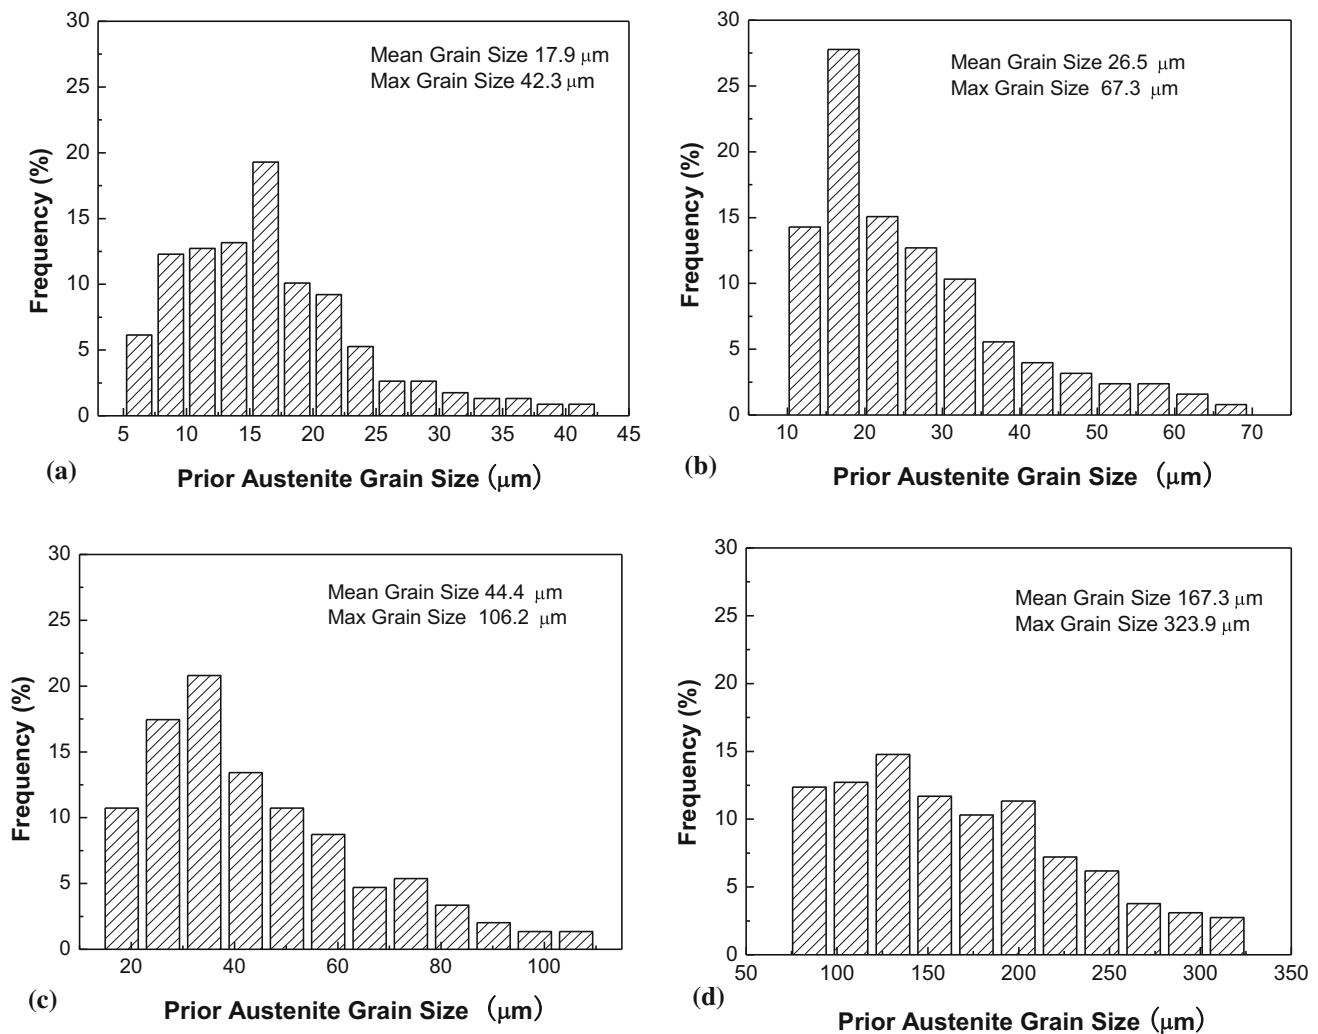 30
25
20
15
10
5
0
Frequency (%)
Mean Grain Size 17.9 μm
Max Grain Size 42.3 μm
5 10 15 20 25 30 35 40 45
(a)
Prior Austenite Grain Size (μm)
30
25
20
15
10
5
0
Frequency (%)
Mean Grain Size 26.5 μm
Max Grain Size 67.3 μm
10 20 30 40 50 60 70
(b)
Prior Austenite Grain Size (μm)
30
25
20
15
10
5
0
Frequency (%)
Mean Grain Size 44.4 μm
Max Grain Size 106.2 μm
20 40 60 80 100
(c)
Prior Austenite Grain Size (μm)
30
25
20
15
10
5
0
Frequency (%)
Mean Grain Size 167.3 μm
Max Grain Size 323.9 μm
50 100 150 200 250 300 350
(d)
Prior Austenite Grain Size (μm)